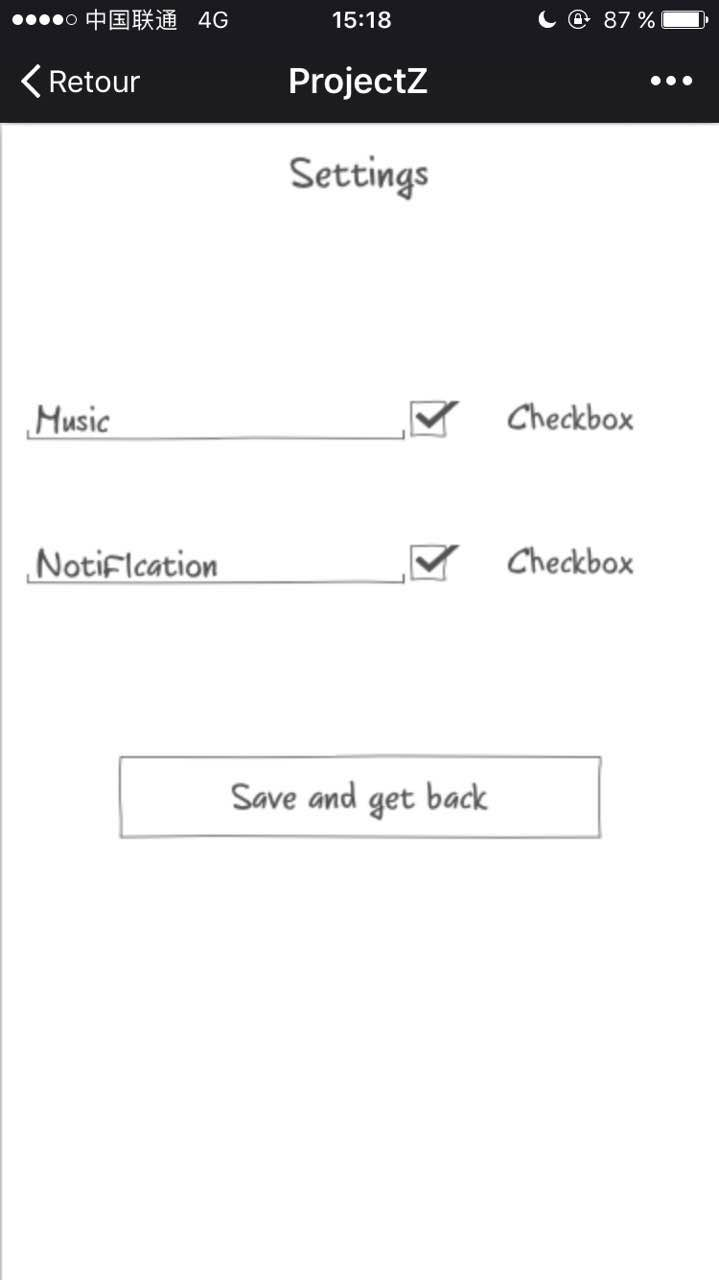 中国联通 4G 15:18 87 %
Retour ProjectZ
Settings
Music Checkbox
NotiFIcation Checkbox
Save and get back